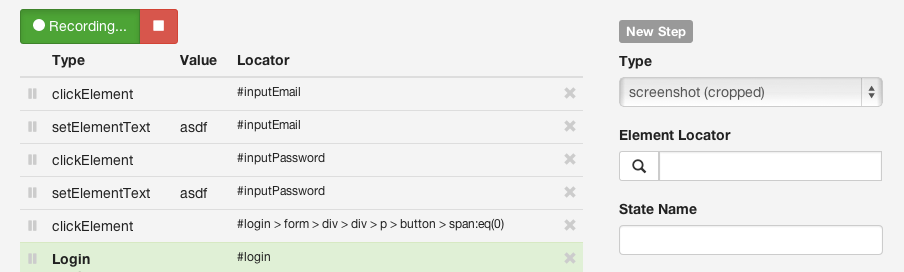 Recording...
Type Value Locator
clickElement #inputEmail
setElementText asdf #inputEmail
clickElement #inputPassword
setElementText asdf #inputPassword
clickElement #login > form > div > div > p > button > span:eq(0)
Login #login
New Step
Type
screenshot (cropped)
Element Locator
State Name